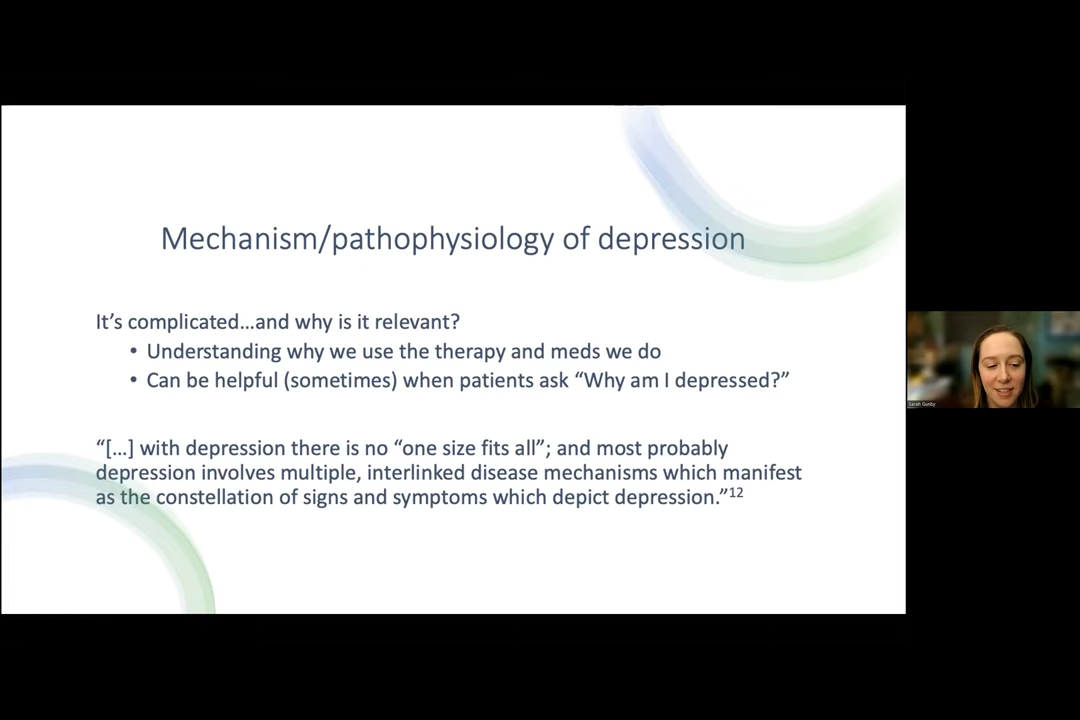 Mechanism/pathophysiology of depression
It’s complicated…and why is it relevant?
• Understanding why we use the therapy and meds we do
• Can be helpful (sometimes) when patients ask “Why am I depressed?”
“[…] with depression there is no “one size fits all”; and most probably
depression involves multiple, interlinked disease mechanisms which manifest
as the constellation of signs and symptoms which depict depression.”12
Sarah Gunby